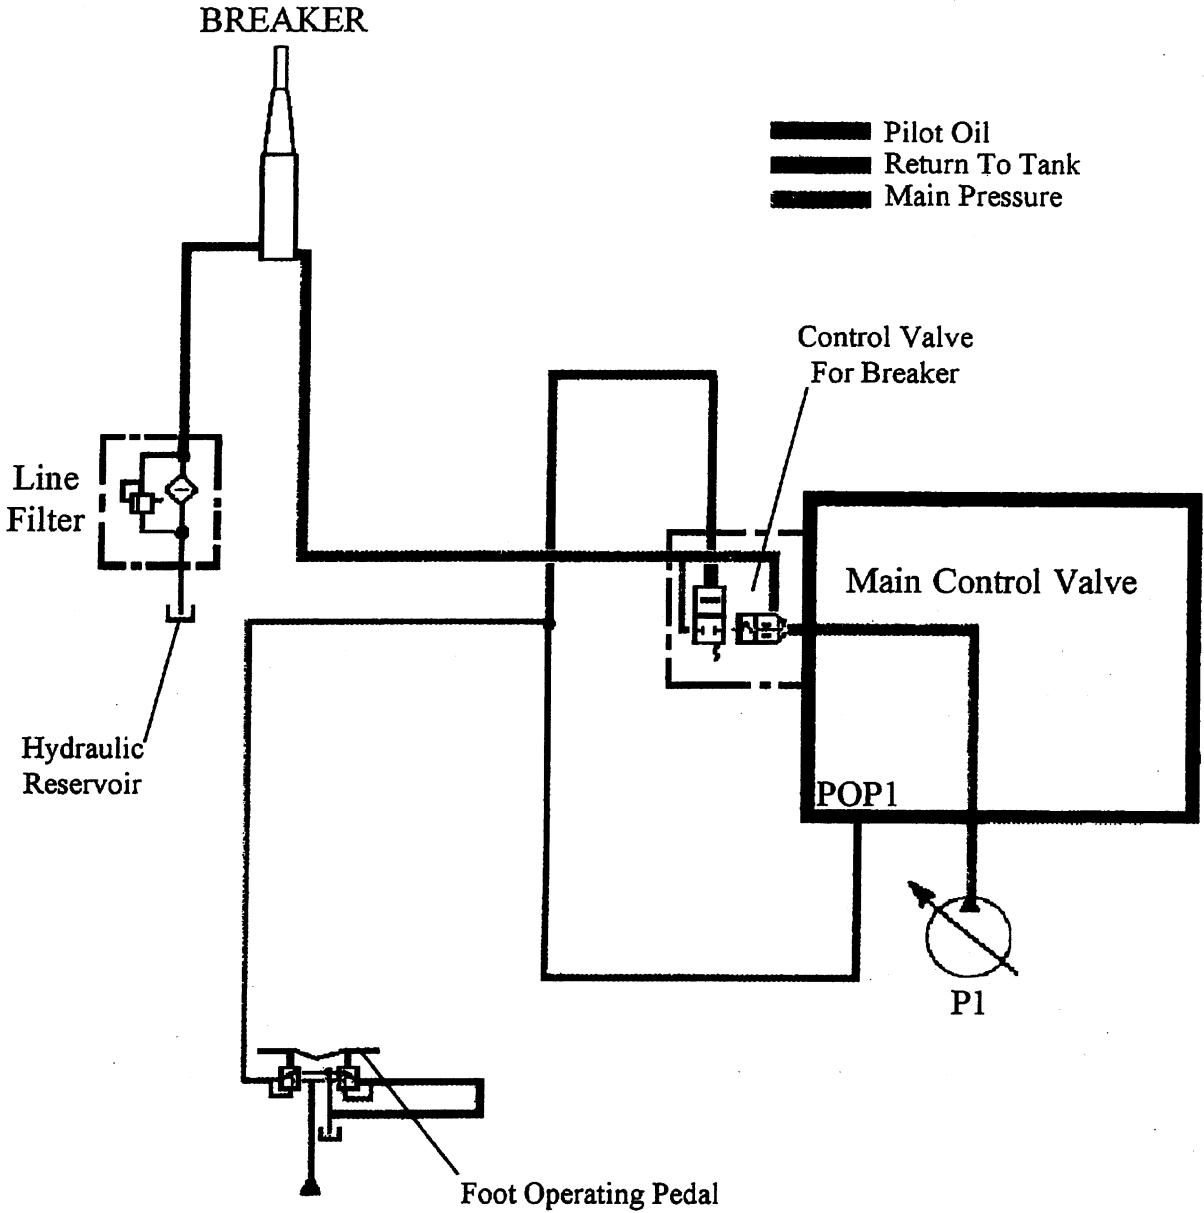 BREAKER
Pilot Oil
Return To Tank
Main Pressure
Control Valve
For Breaker
Line
Filter
Main Control Valve
Hydraulic
Reservoir
POP1
P1
Foot Operating Pedal